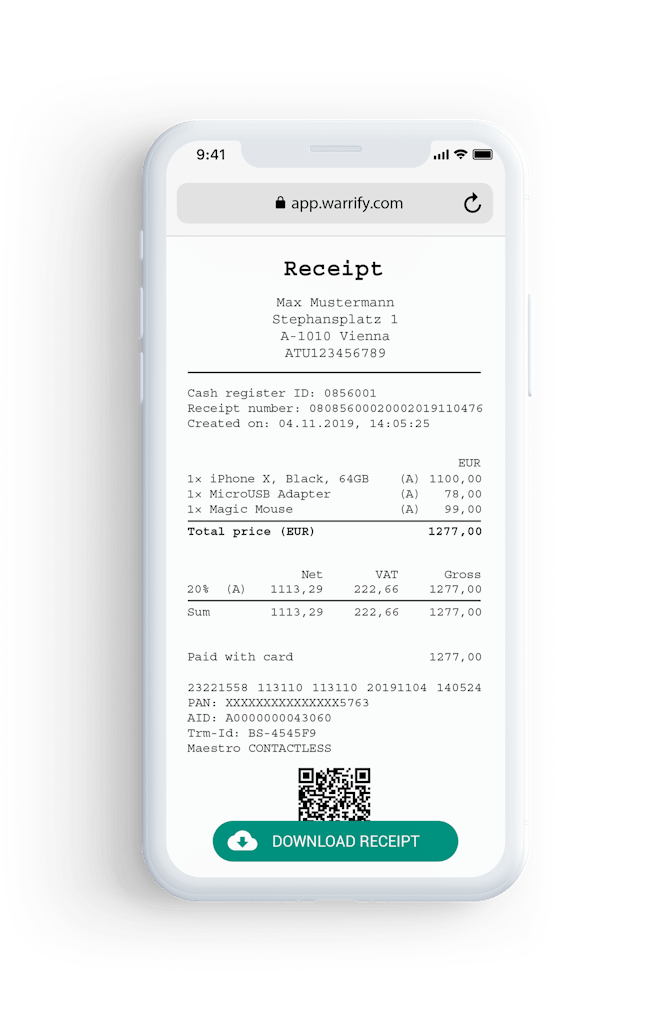 9:41
app.warrify.com
Receipt
Max Mustermann
Stephansplatz 1
A-1010 Vienna
ATU123456789
Cash register ID: 0856001
Receipt number: 08085600020002019110476
Created on: 04.11.2019, 14:05:25
EUR
1x iPhone X, Black, 64GB (A) 1100,00
1x MicroUSB Adapter (A) 78,00
1x Magic Mouse (A) 99,00
Total price (EUR) 1277,00
Net VAT Gross
20% (A) 1113,29 222,66 1277,00
Sum 1113,29 222,66 1277,00
Paid with card 1277,00
23221558 113110 113110 20191104 140524
PAN: XXXXXXXXXXXXXXX5763
AID: A0000000043060
Trm-Id: BS-4545F9
Maestro CONTACTLESS
DOWNLOAD RECEIPT